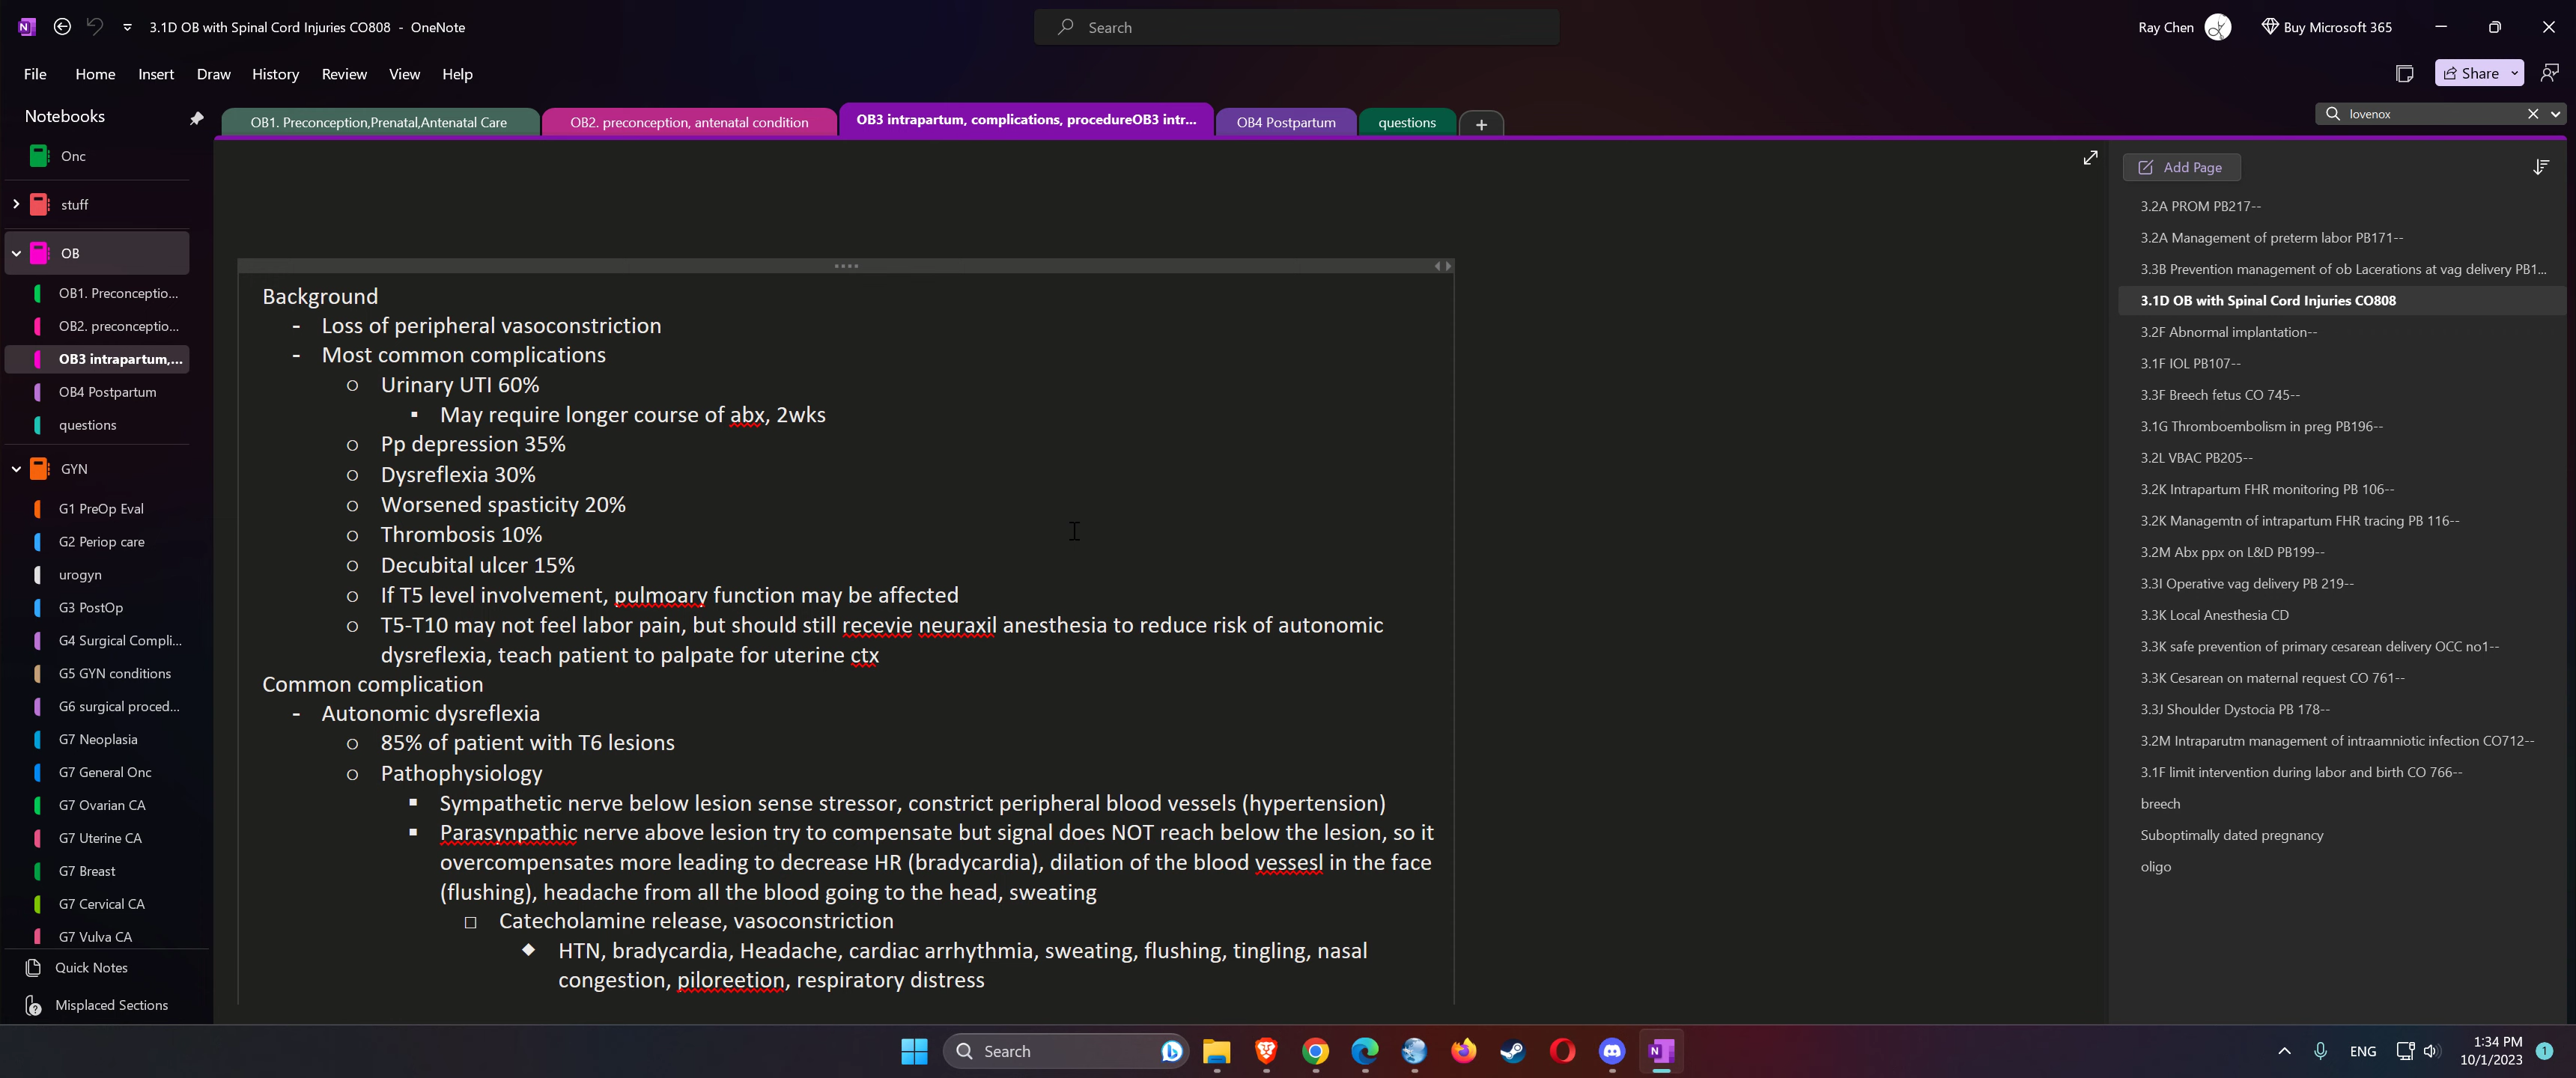 3.1D OB with Spinal Cord Injuries CO808 - OneNote
Search
Ray Chen
Buy Microsoft 365
File Home Insert Draw History Review View Help
Share
Notebooks
OB1. Preconception,Prenatal,Antenatal Care
OB2. preconception, antenatal condition
OB3 intrapartum, complications, procedureOB3 intr...
OB4 Postpartum
questions
+
lovenox
Onc
stuff
OB
OB1. Preconceptio...
OB2. preconceptio...
OB3 intrapartum,...
OB4 Postpartum
questions
GYN
G1 PreOp Eval
G2 Periop care
urogyn
G3 PostOp
G4 Surgical Compli...
G5 GYN conditions
G6 surgical proced...
G7 Neoplasia
G7 General Onc
G7 Ovarian CA
G7 Uterine CA
G7 Breast
G7 Cervical CA
G7 Vulva CA
Quick Notes
Misplaced Sections
Background
- Loss of peripheral vasoconstriction
- Most common complications
o Urinary UTI 60%
▪ May require longer course of abx, 2wks
o Pp depression 35%
o Dysreflexia 30%
o Worsened spasticity 20%
o Thrombosis 10%
o Decubital ulcer 15%
o If T5 level involvement, pulmoary function may be affected
o T5-T10 may not feel labor pain, but should still recevie neuraxil anesthesia to reduce risk of autonomic
dysreflexia, teach patient to palpate for uterine ctx
Common complication
- Autonomic dysreflexia
o 85% of patient with T6 lesions
o Pathophysiology
▪ Sympathetic nerve below lesion sense stressor, constrict peripheral blood vessels (hypertension)
▪ Parasynpathic nerve above lesion try to compensate but signal does NOT reach below the lesion, so it
overcompensates more leading to decrease HR (bradycardia), dilation of the blood vessesl in the face
(flushing), headache from all the blood going to the head, sweating
□ Catecholamine release, vasoconstriction
◆ HTN, bradycardia, Headache, cardiac arrhythmia, sweating, flushing, tingling, nasal
congestion, piloreetion, respiratory distress
Add Page
3.2A PROM PB217--
3.2A Management of preterm labor PB171--
3.3B Prevention management of ob Lacerations at vag delivery PB1...
3.1D OB with Spinal Cord Injuries CO808
3.2F Abnormal implantation--
3.1F IOL PB107--
3.3F Breech fetus CO 745--
3.1G Thromboembolism in preg PB196--
3.2L VBAC PB205--
3.2K Intrapartum FHR monitoring PB 106--
3.2K Managemtn of intrapartum FHR tracing PB 116--
3.2M Abx ppx on L&D PB199--
3.3I Operative vag delivery PB 219--
3.3K Local Anesthesia CD
3.3K safe prevention of primary cesarean delivery OCC no1--
3.3K Cesarean on maternal request CO 761--
3.3J Shoulder Dystocia PB 178--
3.2M Intraparutm management of intraamniotic infection CO712--
3.1F limit intervention during labor and birth CO 766--
breech
Suboptimally dated pregnancy
oligo
Search
ENG
1:34 PM
10/1/2023
1